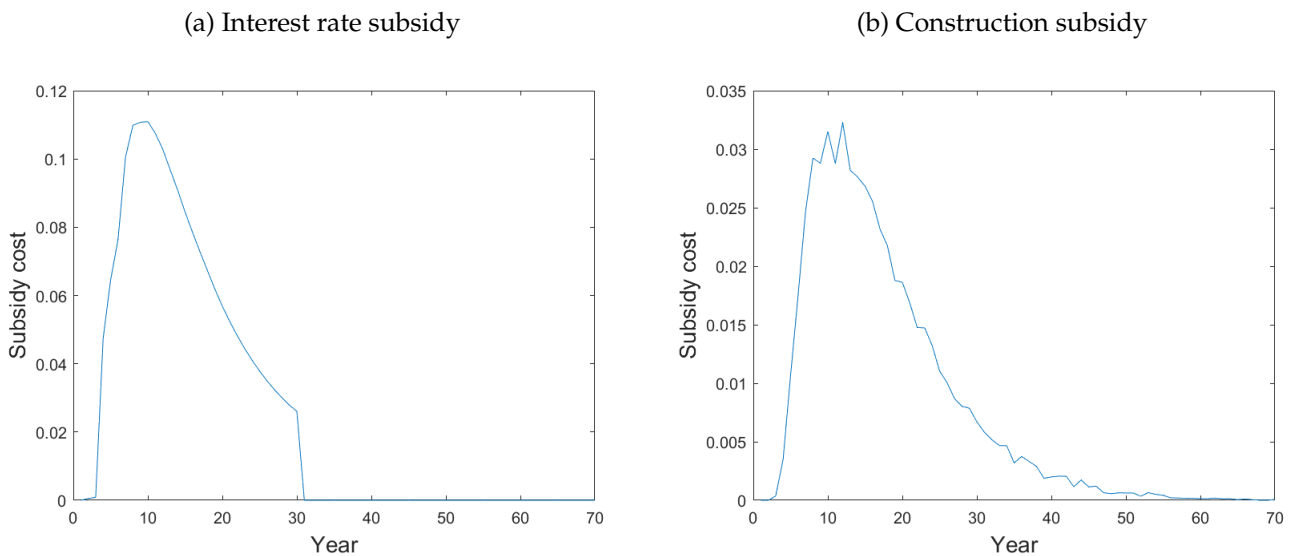 (a) Interest rate subsidy
(b) Construction subsidy
0.12
0.1
0.08
0.06
0.04
0.02
0
Subsidy cost
0 10 20 30 40 50 60 70
Year
0.035
0.03
0.025
0.02
0.015
0.01
0.005
0
Subsidy cost
0 10 20 30 40 50 60 70
Year